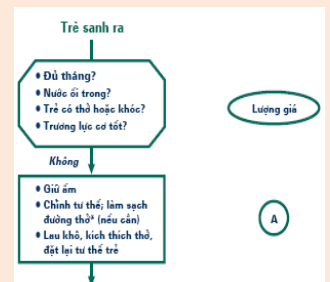 Trẻ sanh ra
• Đủ tháng?
• Nước ối trong?
• Trẻ có thở hoặc khóc?
• Trương lực cơ tốt?
Lượng giá
Không
• Giữ ấm
• Chỉnh tư thế; làm sạch
đường thở* (nếu cần)
• Lau khô, kích thích thở,
đặt lại tư thế trẻ
A